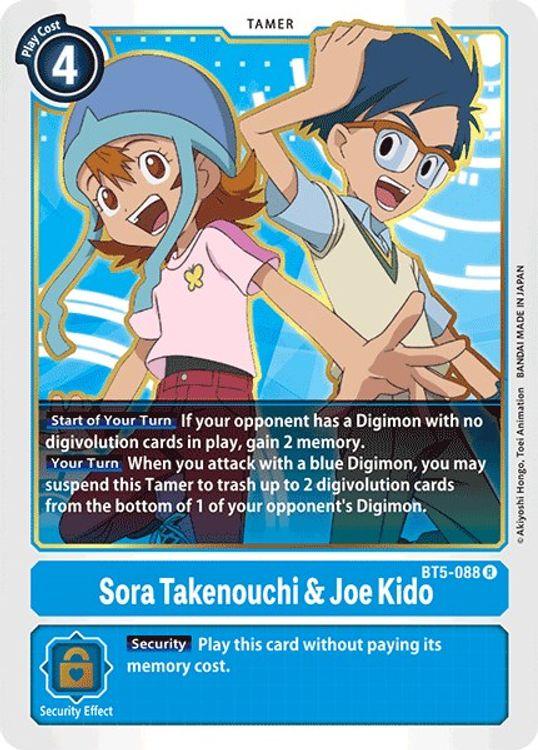 TAMER
Play Cost
4
Start of Your Turn If your opponent has a Digimon with no
digivolution cards in play, gain 2 memory.
Your Turn When you attack with a blue Digimon, you may
suspend this Tamer to trash up to 2 digivolution cards
from the bottom of 1 of your opponent's Digimon.
© Akiyoshi Hongo, Toei Animation BANDAI MADE IN JAPAN
BT5-088 R
Sora Takenouchi & Joe Kido
Security Play this card without paying its
memory cost.
Security Effect